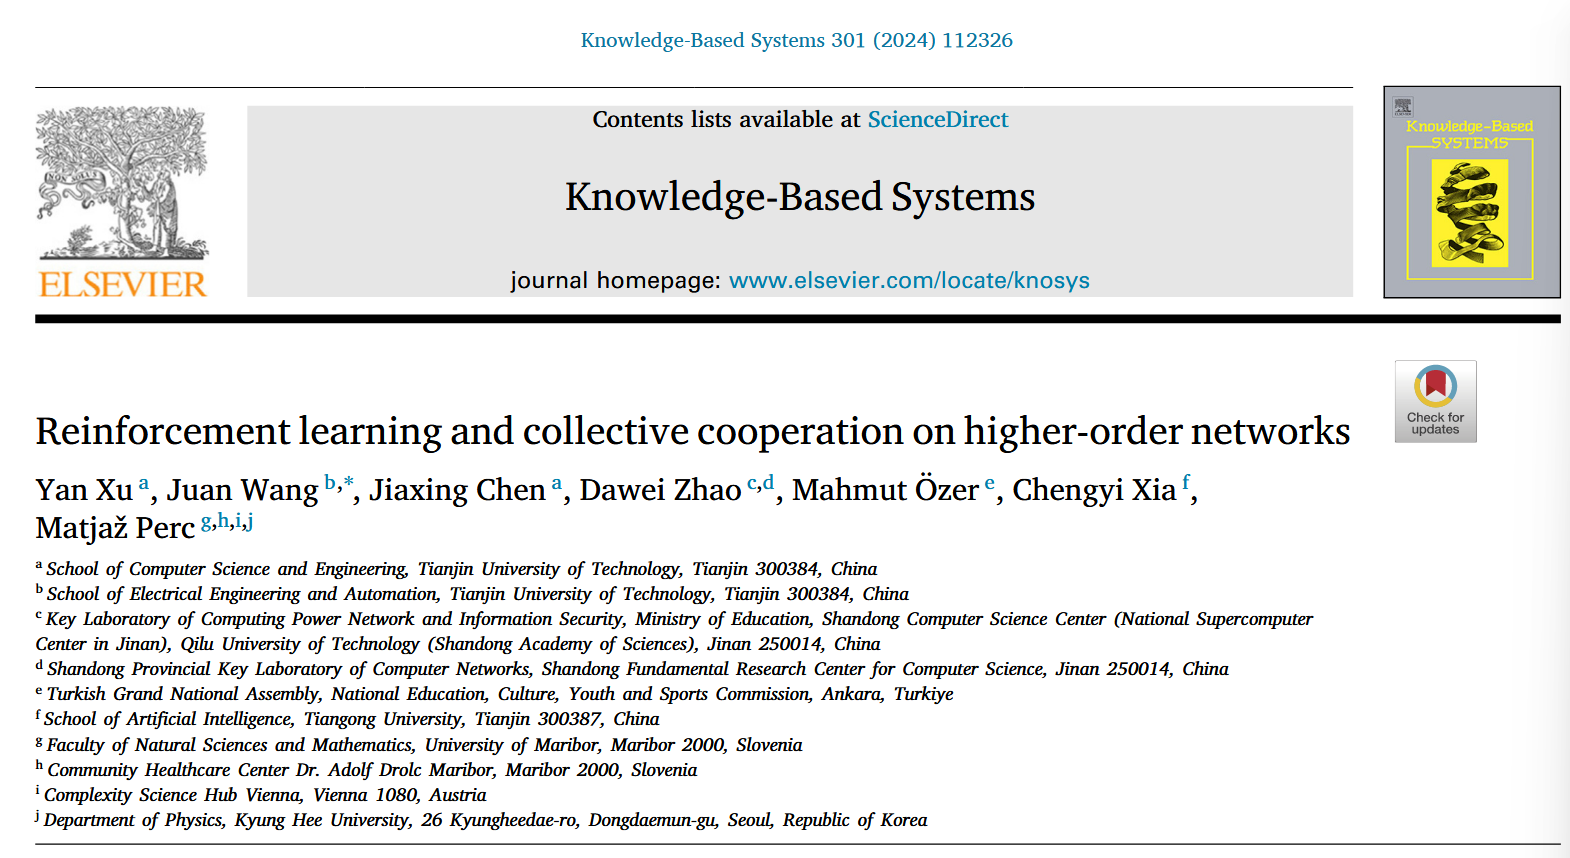 Knowledge-Based Systems 301 (2024) 112326
Contents lists available at ScienceDirect
Knowledge-Based Systems
journal homepage: www.elsevier.com/locate/knosys
NON SOLUS
ELSEVIER
Knowledge-Based
SYSTEMS
Check for
updates
Reinforcement learning and collective cooperation on higher-order networks
Yan Xu a, Juan Wang b,*, Jiaxing Chen a, Dawei Zhao c,d, Mahmut Özer e, Chengyi Xia f,
Matjaž Perc g,h,i,j
a School of Computer Science and Engineering, Tianjin University of Technology, Tianjin 300384, China
b School of Electrical Engineering and Automation, Tianjin University of Technology, Tianjin 300384, China
c Key Laboratory of Computing Power Network and Information Security, Ministry of Education, Shandong Computer Science Center (National Supercomputer
Center in Jinan), Qilu University of Technology (Shandong Academy of Sciences), Jinan 250014, China
d Shandong Provincial Key Laboratory of Computer Networks, Shandong Fundamental Research Center for Computer Science, Jinan 250014, China
e Turkish Grand National Assembly, National Education, Culture, Youth and Sports Commission, Ankara, Turkiye
f School of Artificial Intelligence, Tiangong University, Tianjin 300387, China
g Faculty of Natural Sciences and Mathematics, University of Maribor, Maribor 2000, Slovenia
h Community Healthcare Center Dr. Adolf Drolc Maribor, Maribor 2000, Slovenia
i Complexity Science Hub Vienna, Vienna 1080, Austria
j Department of Physics, Kyung Hee University, 26 Kyungheedae-ro, Dongdaemun-gu, Seoul, Republic of Korea